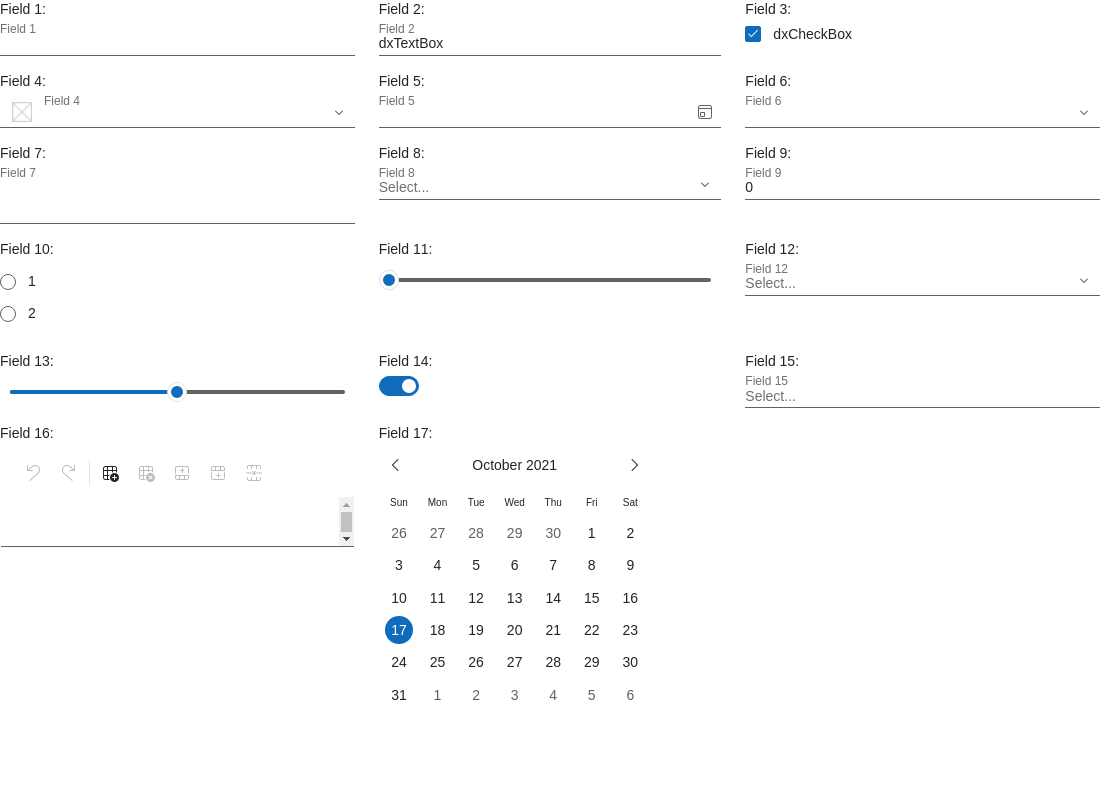 Field 1:
Field 1
Field 2:
Field 2
dxTextBox
Field 3:
dxCheckBox
Field 4:
Field 4
Field 5:
Field 5
Field 6:
Field 6
Field 7:
Field 7
Field 8:
Field 8
Select...
Field 9:
Field 9
0
Field 10:
1
2
Field 11:
Field 12:
Field 12
Select...
Field 13:
Field 14:
Field 15:
Field 15
Select...
Field 16:
Field 17:
October 2021
Sun Mon Tue Wed Thu Fri Sat
26 27 28 29 30 1 2
3 4 5 6 7 8 9
10 11 12 13 14 15 16
17 18 19 20 21 22 23
24 25 26 27 28 29 30
31 1 2 3 4 5 6